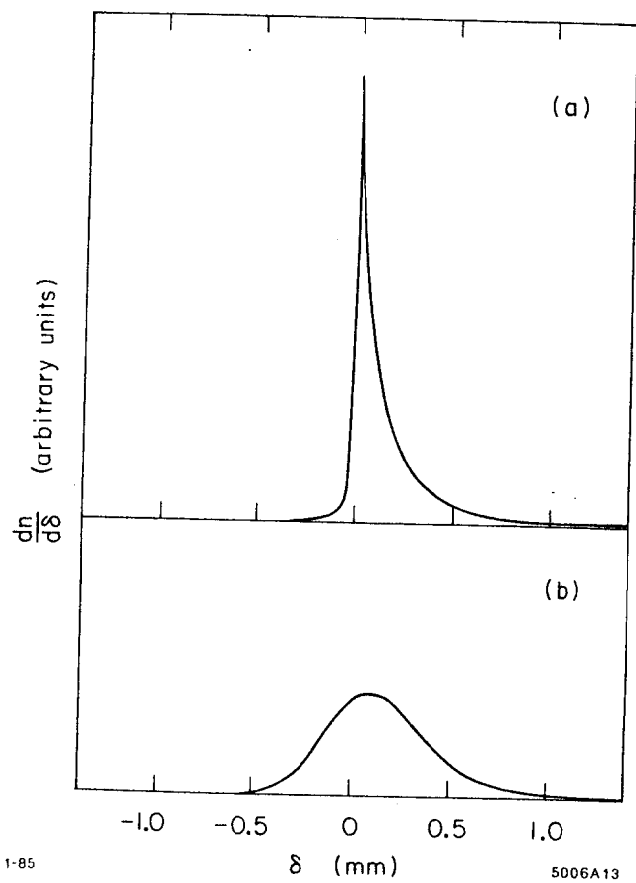 (a)
dn/dδ (arbitrary units)
(b)
-1.0 -0.5 0 0.5 1.0
δ (mm)
1-85
5006A13